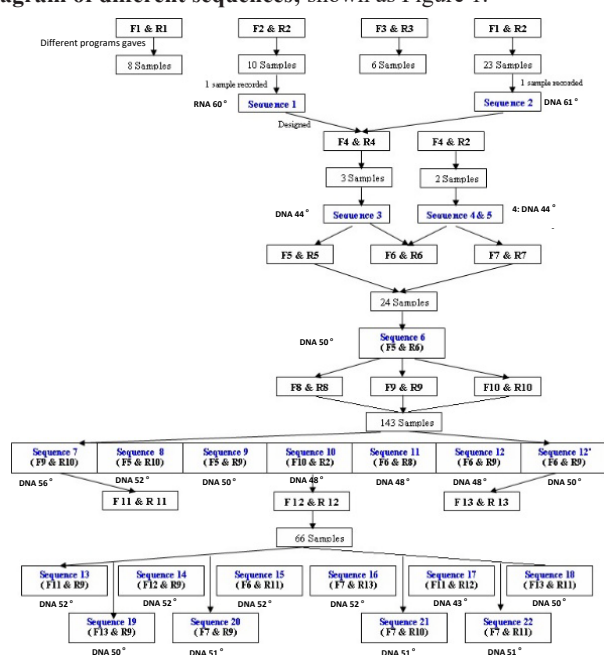 agram of different sequences, shown as Figure 1.
F1 & R1 F2 & R2 F3 & R3 F1 & R2
Different programs gaves
8 Samples 10 Samples 6 Samples 23 Samples
1 sample recorded 1 sample recorded
RNA 60° Sequence 1 Sequence 2 DNA 61°
Designed
F4 & R4 F4 & R2
3 Samples 2 Samples
DNA 44° Sequence 3 Sequence 4 & 5 4: DNA 44°
F5 & R5 F6 & R6 F7 & R7
24 Samples
DNA 50° Sequence 6
( F5 & R6)
F8 & R8 F9 & R9 F10 & R10
143 Samples
Sequence 7 Sequence 8 Sequence 9 Sequence 10 Sequence 11 Sequence 12 Sequence 12'
(F9 & R10) (F5 & R10) (F5 & R9) (F10 & R2) (F6 & R8) (F6 & R9) (F6 & R9)
DNA 56° DNA 52° DNA 50° DNA 48° DNA 48° DNA 48° DNA 50°
F11 & R 11 F12 & R 12 F13 & R 13
66 Samples
Sequence 13 Sequence 14 Sequence 15 Sequence 16 Sequence 17 Sequence 18
(F11 & R9) (F12 & R9) (F6 & R11) (F7 & R13) (F11 & R12) (F13 & R11)
DNA 52° DNA 52° DNA 52° DNA 52° DNA 43° DNA 50°
Sequence 19 Sequence 20 Sequence 21 Sequence 22
(F13 & R9) (F7 & R9) (F7 & R10) (F7 & R11)
DNA 50° DNA 51° DNA 51° DNA 51°